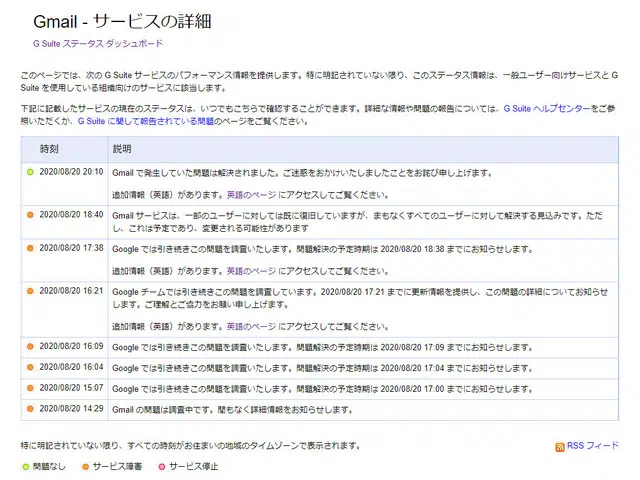 Gmail - サービスの詳細
G Suite ステータス ダッシュボード
このページでは、次の G Suite サービスのパフォーマンス情報を提供します。特に明記されていない限り、このステータス情報は、一般ユーザー向けサービスと G
Suite を使用している組織向けのサービスに該当します。
下記に記載したサービスの現在のステータスは、いつでもこちらで確認することができます。詳細な情報や問題の報告については、G Suite ヘルプセンターをご参
照いただくか、G Suite に関して報告されている問題のページをご覧ください。
時刻 説明
2020/08/20 20:10 Gmail で発生していた問題は解決されました。ご迷惑をおかけいたしましたことをお詫び申し上げます。
追加情報（英語）があります。英語のページ にアクセスしてご覧ください。
2020/08/20 18:40 Gmail サービスは、一部のユーザーに対しては既に復旧していますが、まもなくすべてのユーザーに対して解決する見込みです。ただ
し、これは予定であり、変更される可能性があります
2020/08/20 17:38 Google では引き続きこの問題を調査いたします。問題解決の予定時期は 2020/08/20 18:38 までにお知らせします。
追加情報（英語）があります。英語のページ にアクセスしてご覧ください。
2020/08/20 16:21 Google チームでは引き続きこの問題を調査しています。2020/08/20 17:21 までに更新情報を提供し、この問題の詳細についてお知らせ
します。ご理解とご協力をお願い申し上げます。
追加情報（英語）があります。英語のページ にアクセスしてご覧ください。
2020/08/20 16:09 Google では引き続きこの問題を調査いたします。問題解決の予定時期は 2020/08/20 17:09 までにお知らせします。
2020/08/20 16:04 Google では引き続きこの問題を調査いたします。問題解決の予定時期は 2020/08/20 17:04 までにお知らせします。
2020/08/20 15:07 Google では引き続きこの問題を調査いたします。問題解決の予定時期は 2020/08/20 17:00 までにお知らせします。
2020/08/20 14:29 Gmail の問題は調査中です。間もなく詳細情報をお知らせします。
特に明記されていない限り、すべての時刻がお住まいの地域のタイムゾーンで表示されます。 RSS フィード
問題なし サービス障害 サービス停止